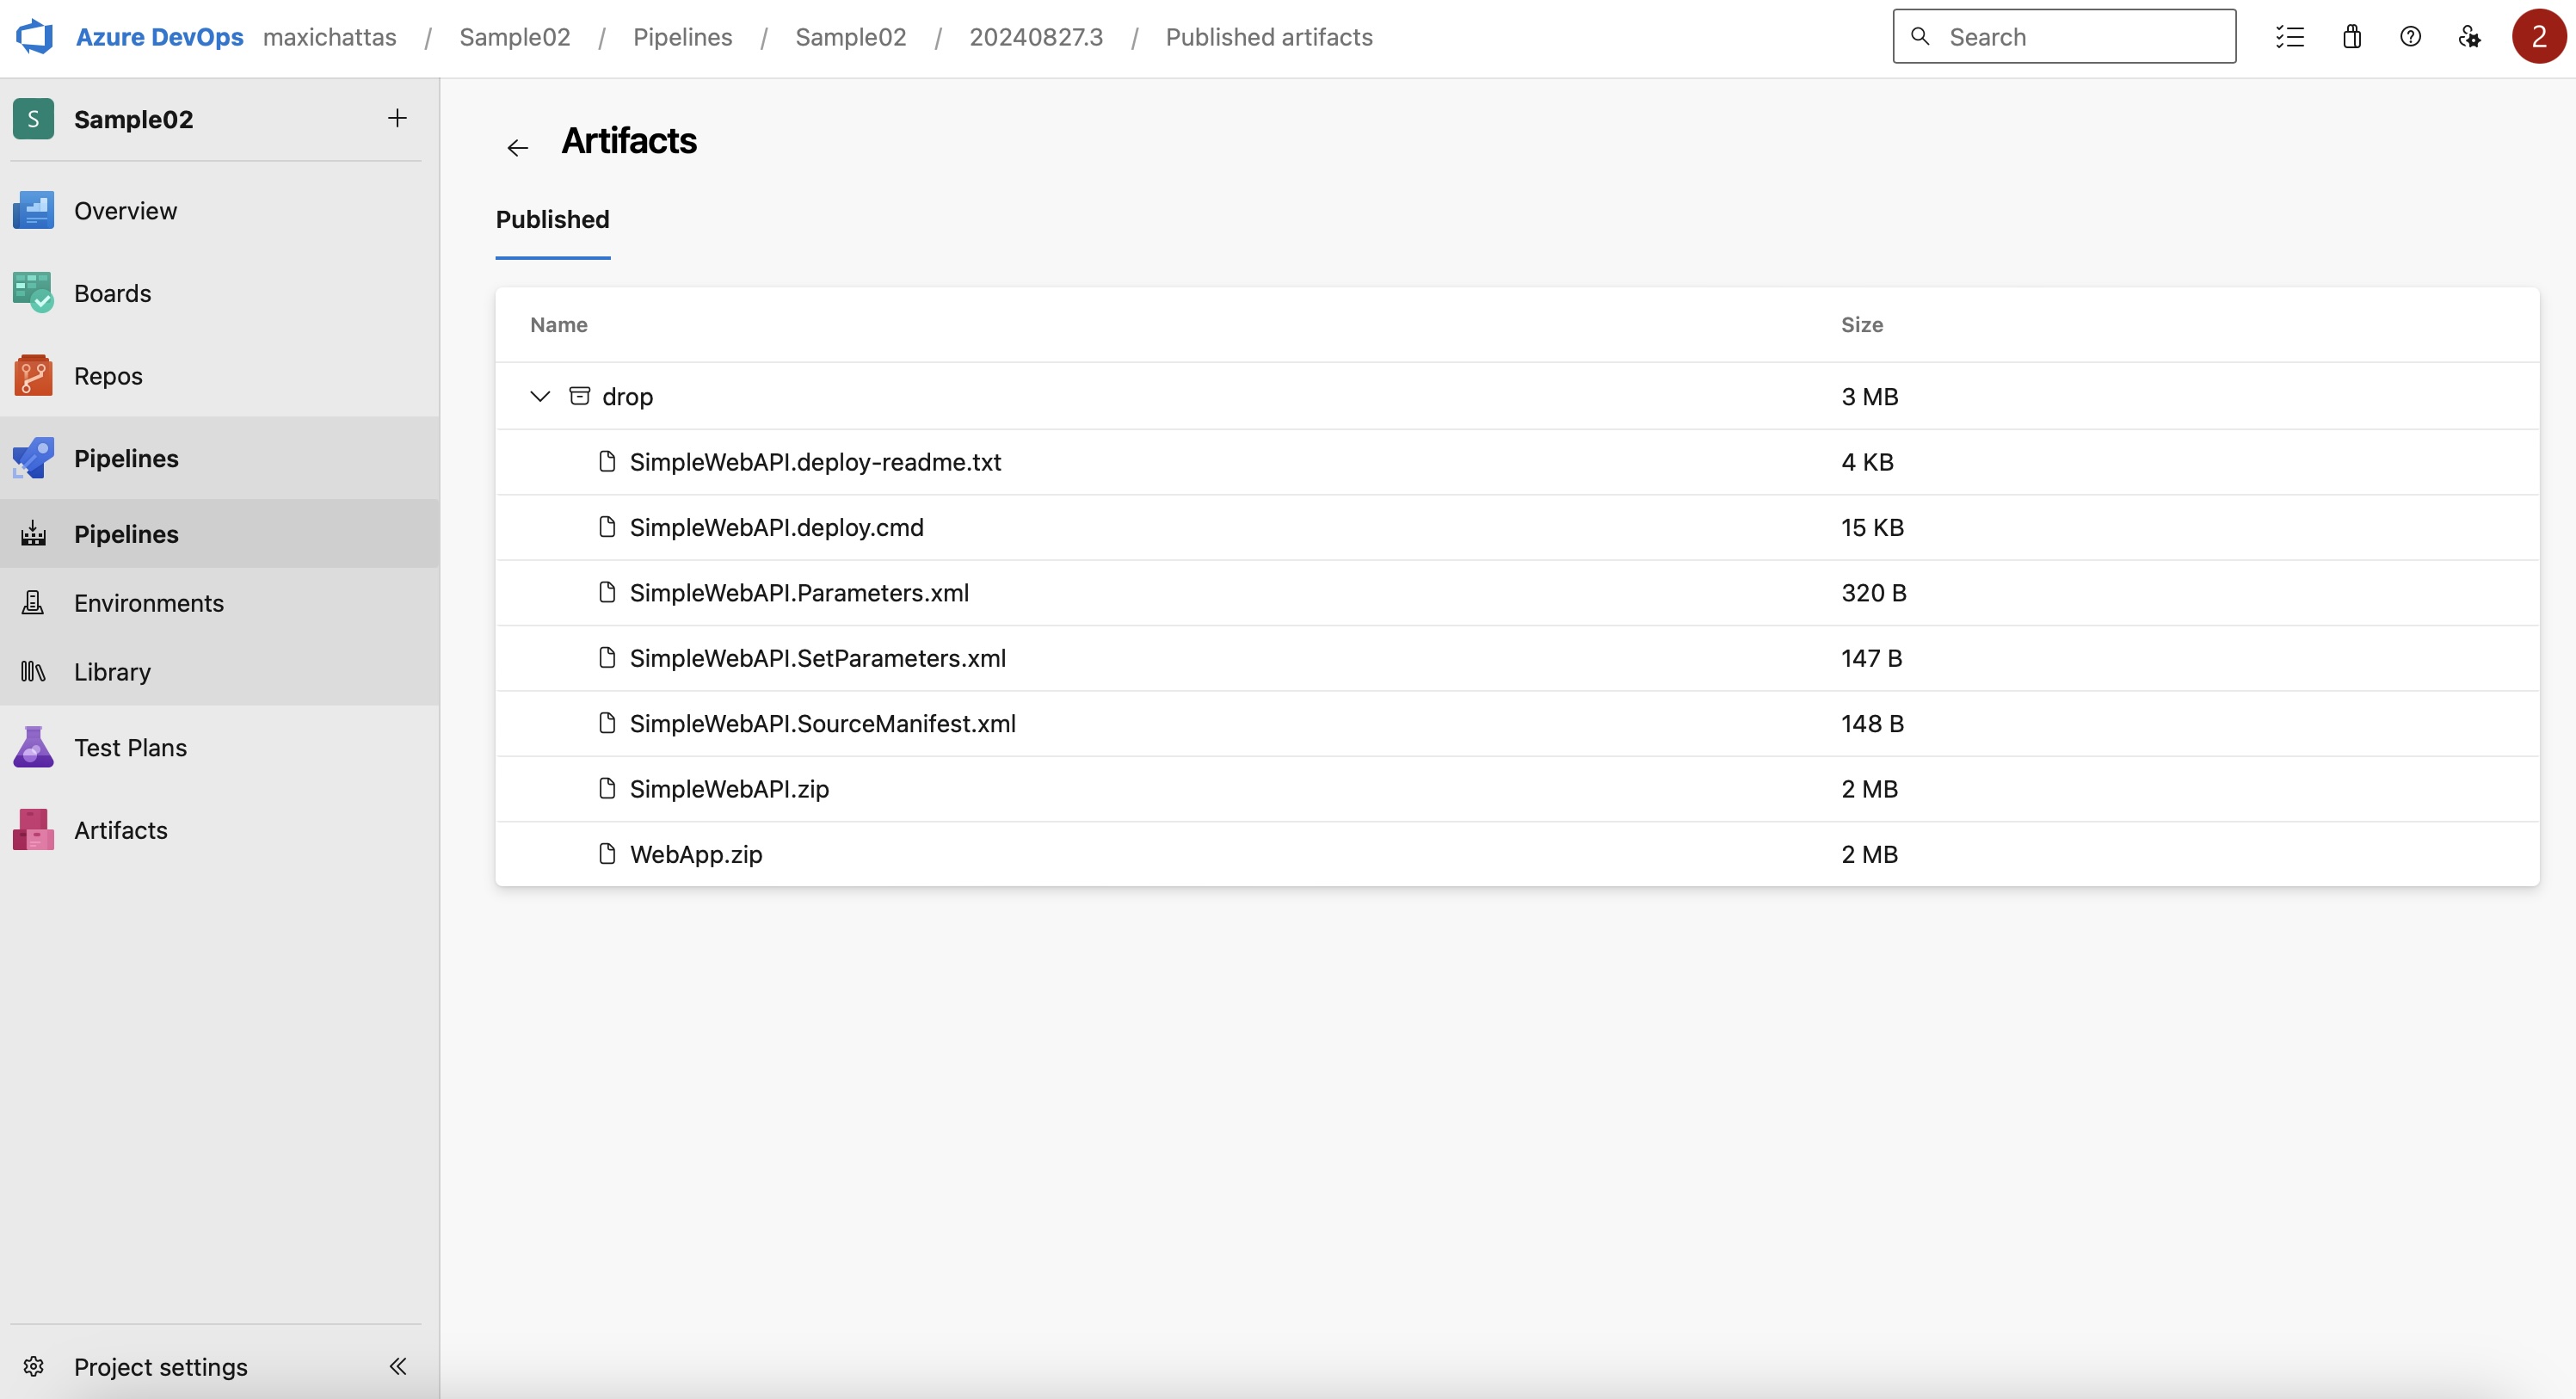 Azure DevOps maxichattas / Sample02 / Pipelines / Sample02 / 20240827.3 / Published artifacts
Search
2
S Sample02
Overview
Boards
Repos
Pipelines
Pipelines
Environments
Library
Test Plans
Artifacts
Project settings
Artifacts
Published
Name Size
drop 3 MB
SimpleWebAPI.deploy-readme.txt 4 KB
SimpleWebAPI.deploy.cmd 15 KB
SimpleWebAPI.Parameters.xml 320 B
SimpleWebAPI.SetParameters.xml 147 B
SimpleWebAPI.SourceManifest.xml 148 B
SimpleWebAPI.zip 2 MB
WebApp.zip 2 MB